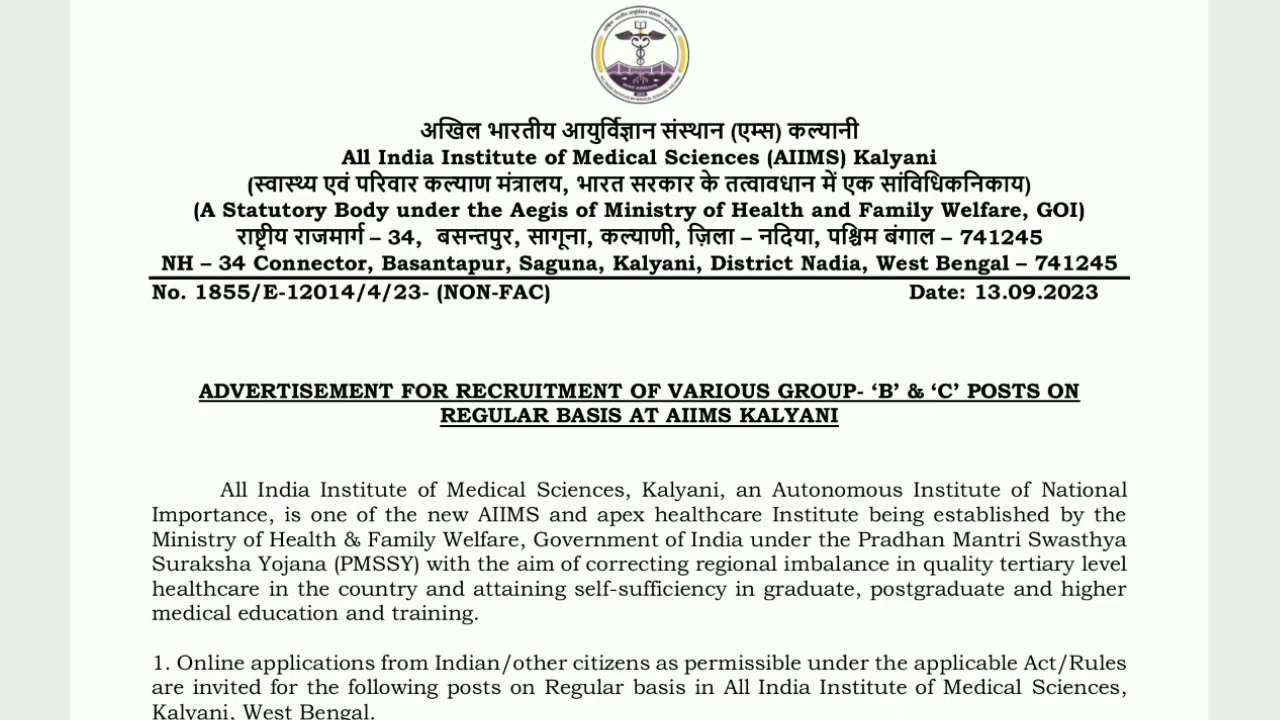 अखिल भारतीय आयुर्विज्ञान संस्थान (एम्स) कल्यानी
All India Institute of Medical Sciences (AIIMS) Kalyani
(स्वास्थ्य एवं परिवार कल्याण मंत्रालय, भारत सरकार के तत्वावधान में एक सांविधिकनिकाय)
(A Statutory Body under the Aegis of Ministry of Health and Family Welfare, GOI)
राष्ट्रीय राजमार्ग – 34, बसन्तपुर, सागूना, कल्याणी, ज़िला – नदिया, पश्चिम बंगाल – 741245
NH – 34 Connector, Basantapur, Saguna, Kalyani, District Nadia, West Bengal – 741245
No. 1855/E-12014/4/23- (NON-FAC) Date: 13.09.2023
ADVERTISEMENT FOR RECRUITMENT OF VARIOUS GROUP- ‘B’ & ‘C’ POSTS ON
REGULAR BASIS AT AIIMS KALYANI
All India Institute of Medical Sciences, Kalyani, an Autonomous Institute of National
Importance, is one of the new AIIMS and apex healthcare Institute being established by the
Ministry of Health & Family Welfare, Government of India under the Pradhan Mantri Swasthya
Suraksha Yojana (PMSSY) with the aim of correcting regional imbalance in quality tertiary level
healthcare in the country and attaining self-sufficiency in graduate, postgraduate and higher
medical education and training.
1. Online applications from Indian/other citizens as permissible under the applicable Act/Rules
are invited for the following posts on Regular basis in All India Institute of Medical Sciences,
Kalyani, West Bengal.